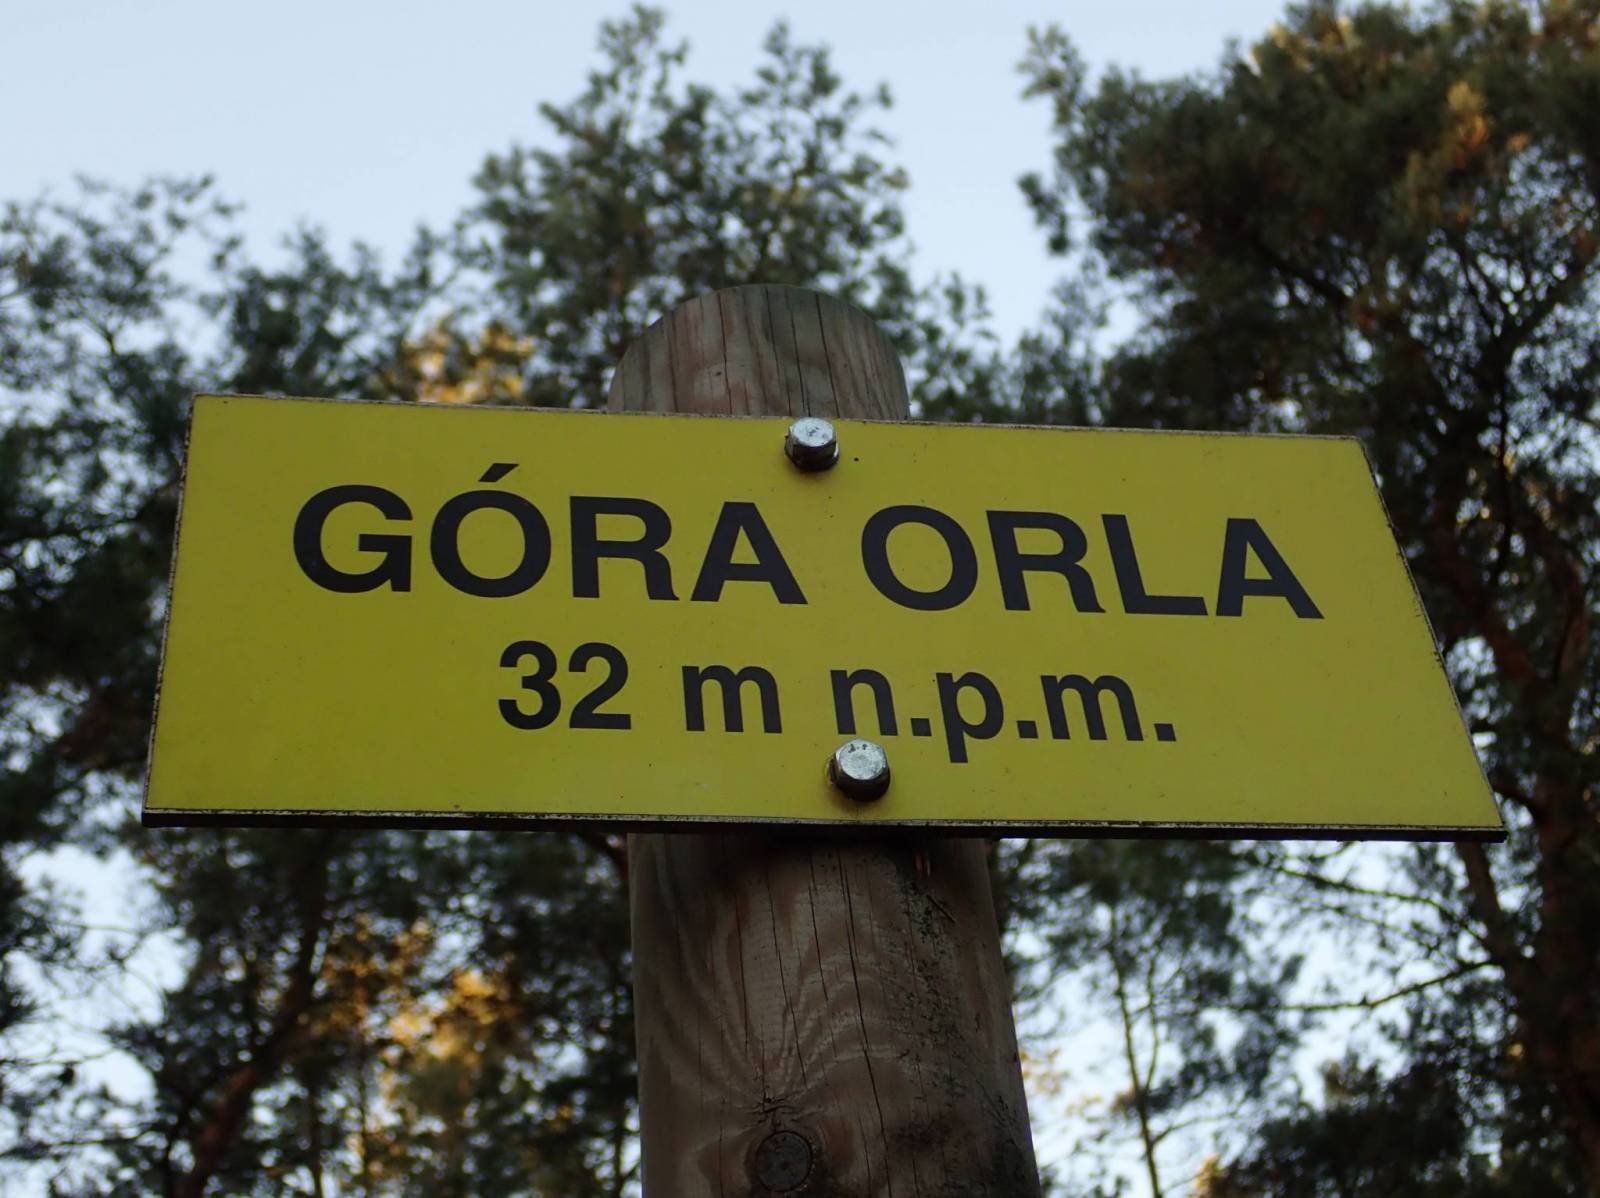 GÓRA ORLA
32 m n.p.m.